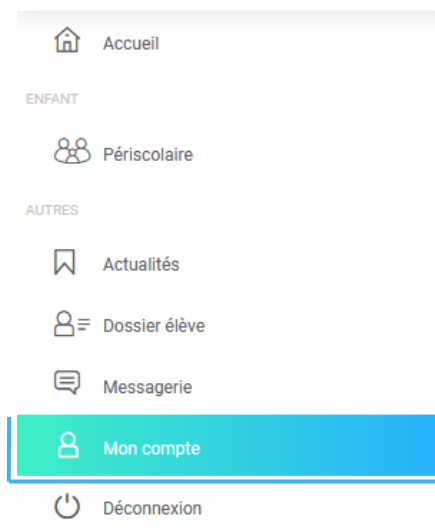 Accueil
ENFANT
Périscolaire
AUTRES
Actualités
Dossier élève
Messagerie
Mon compte
Déconnexion